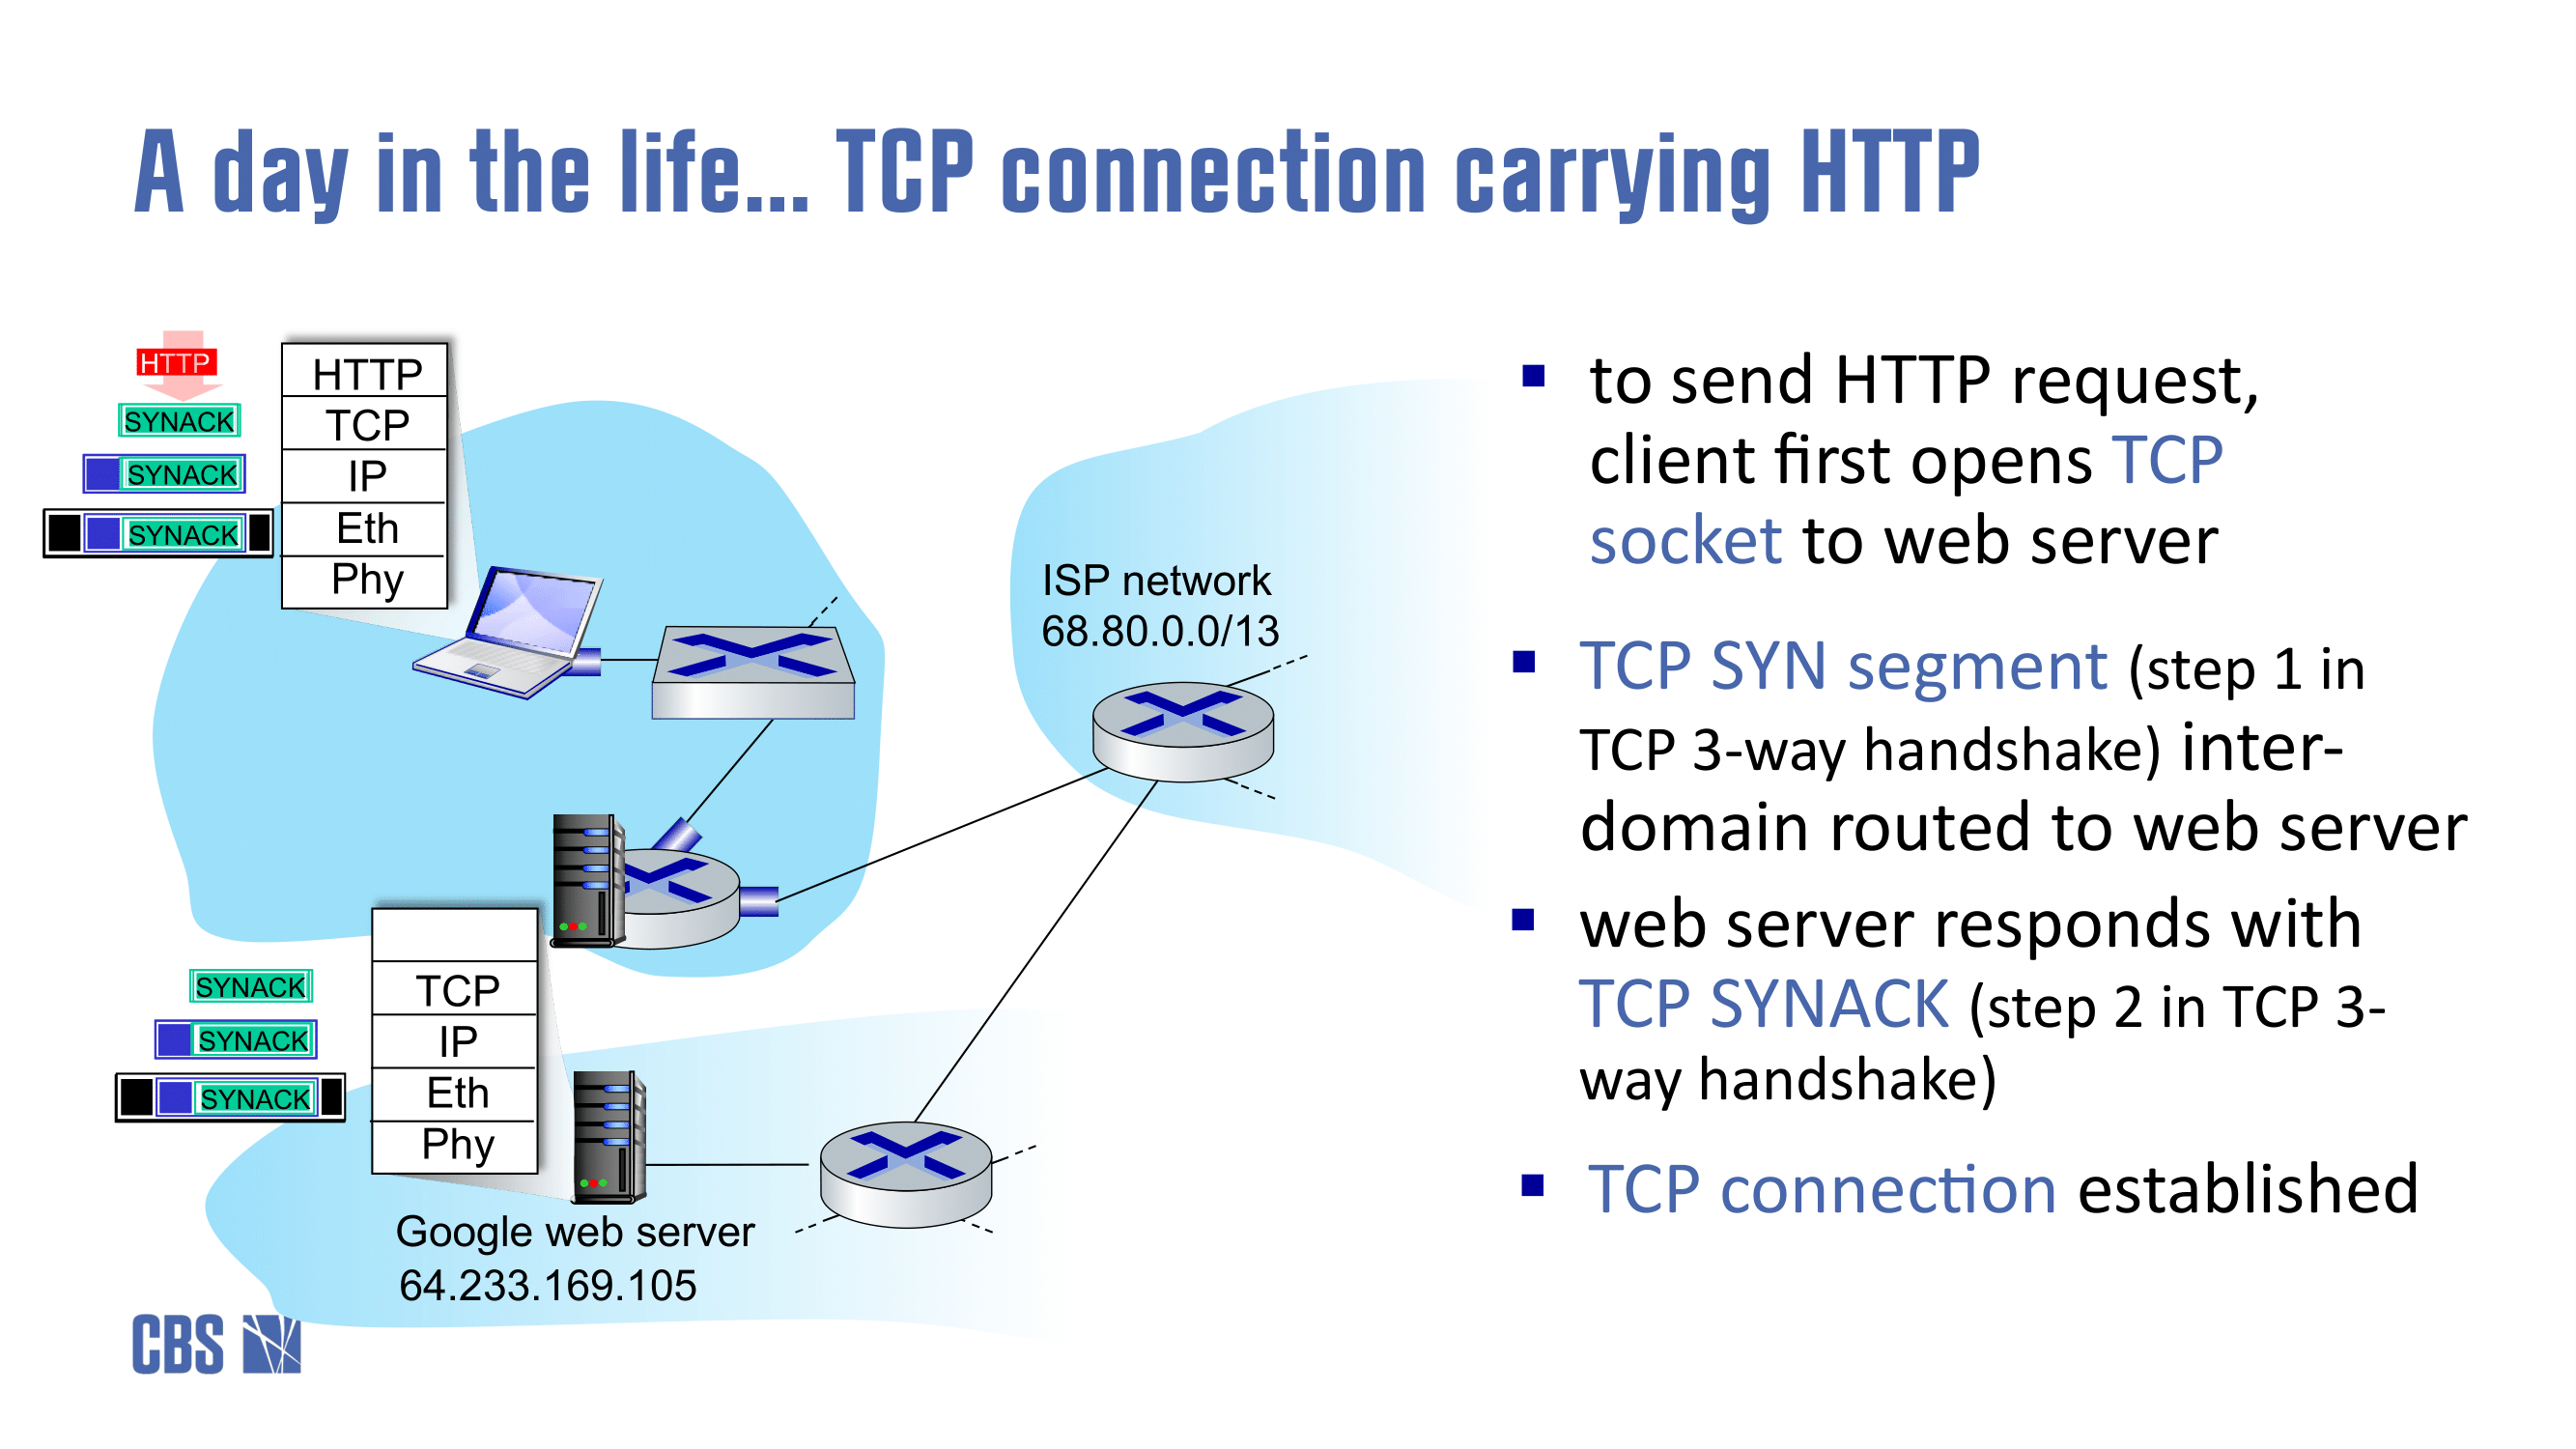 A day in the life... TCP connection carrying HTTP
HTTP
SYNACK
SYNACK
SYNACK
HTTP
TCP
IP
Eth
Phy
ISP network
68.80.0.0/13
SYNACK
SYNACK
SYNACK
TCP
IP
Eth
Phy
Google web server
64.233.169.105
to send HTTP request,
client first opens TCP
socket to web server
TCP SYN segment (step 1 in
TCP 3-way handshake) inter-
domain routed to web server
web server responds with
TCP SYNACK (step 2 in TCP 3-
way handshake)
TCP connection established
CBS